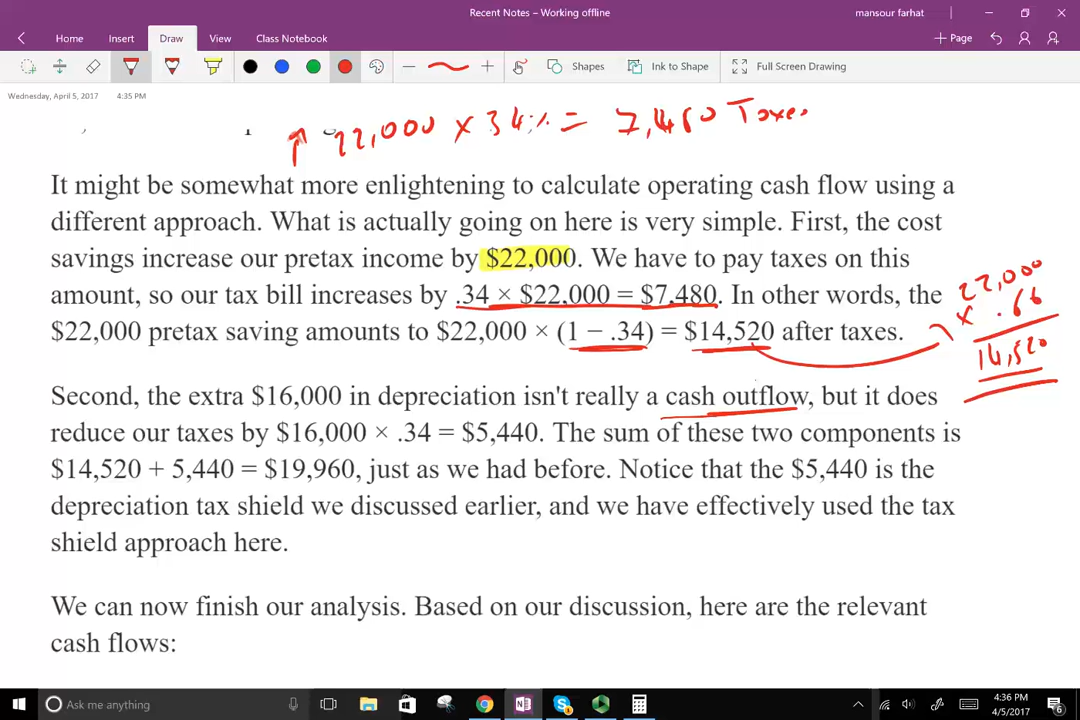 Recent Notes – Working offline
mansour farhat
Home Insert Draw View Class Notebook
Page
Shapes Ink to Shape Full Screen Drawing
Wednesday, April 5, 2017 4:35 PM
↑ 22,000 x 34% = 7,480 Taxes
It might be somewhat more enlightening to calculate operating cash flow using a
different approach. What is actually going on here is very simple. First, the cost
savings increase our pretax income by $22,000. We have to pay taxes on this
amount, so our tax bill increases by .34 × $22,000 = $7,480. In other words, the
$22,000 pretax saving amounts to $22,000 × (1 − .34) = $14,520 after taxes.
22,000
x .66
14,520
Second, the extra $16,000 in depreciation isn't really a cash outflow, but it does
reduce our taxes by $16,000 × .34 = $5,440. The sum of these two components is
$14,520 + 5,440 = $19,960, just as we had before. Notice that the $5,440 is the
depreciation tax shield we discussed earlier, and we have effectively used the tax
shield approach here.
We can now finish our analysis. Based on our discussion, here are the relevant
cash flows:
Ask me anything
4:36 PM
4/5/2017
6